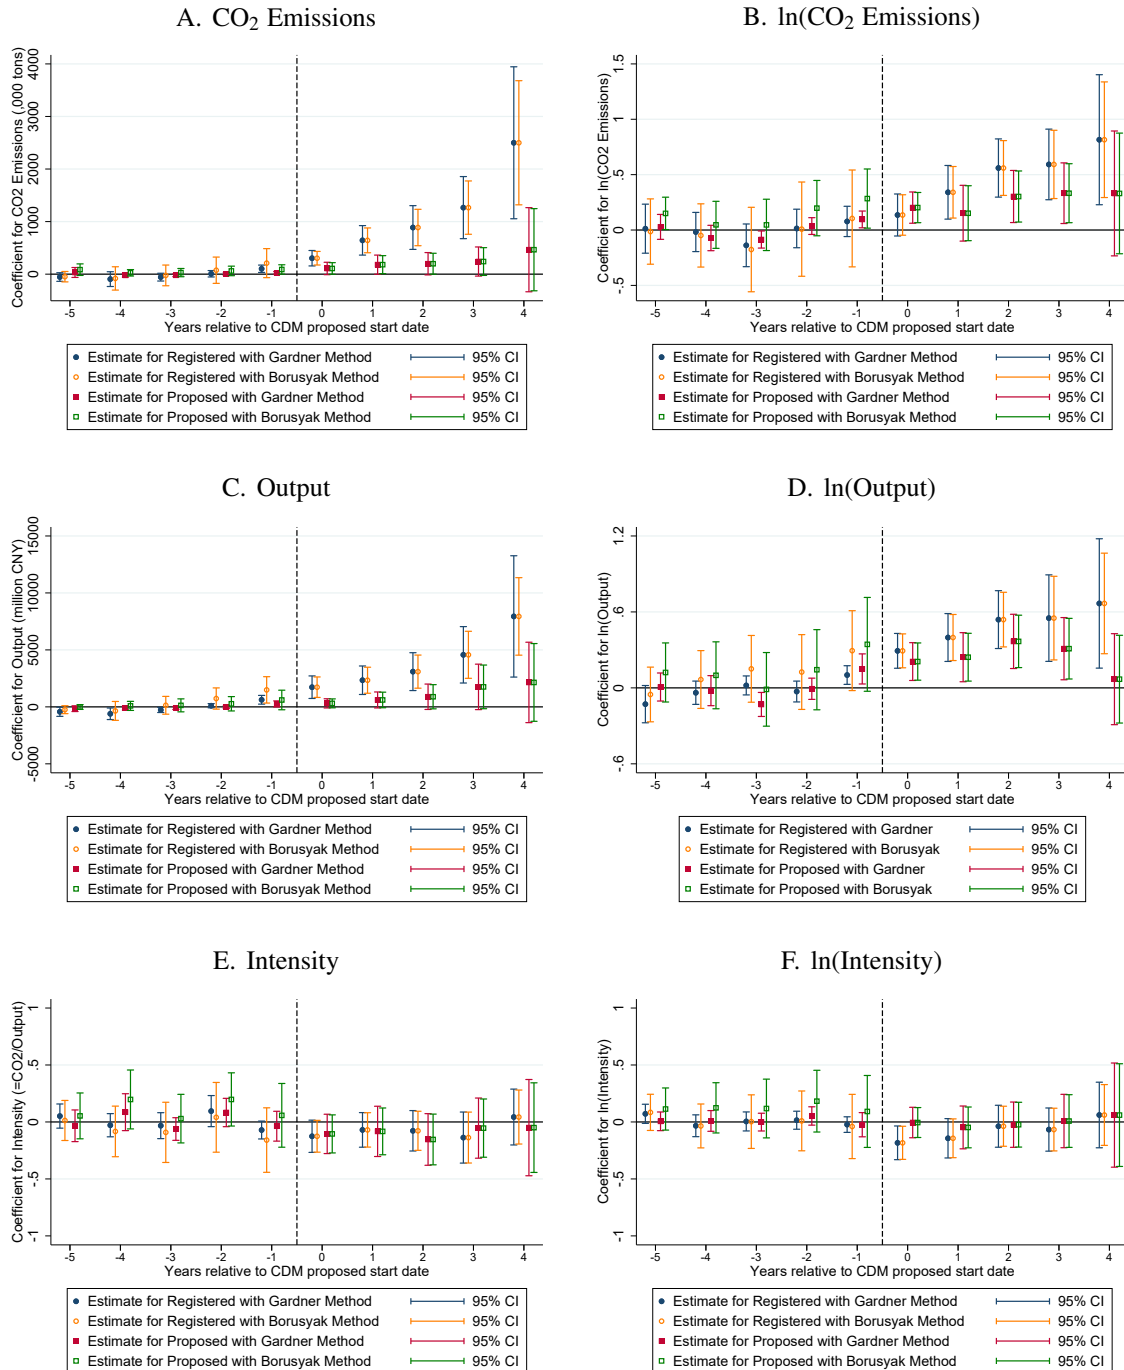 A. CO₂ Emissions
Coefficient for CO2 Emissions (,000 tons)
4000
3000
2000
1000
0
-5 -4 -3 -2 -1 0 1 2 3 4
Years relative to CDM proposed start date
Estimate for Registered with Gardner Method 95% CI
Estimate for Registered with Borusyak Method 95% CI
Estimate for Proposed with Gardner Method 95% CI
Estimate for Proposed with Borusyak Method 95% CI
B. ln(CO₂ Emissions)
Coefficient for ln(CO2 Emissions)
1.5
1
.5
0
-.5
-5 -4 -3 -2 -1 0 1 2 3 4
Years relative to CDM proposed start date
Estimate for Registered with Gardner Method 95% CI
Estimate for Registered with Borusyak Method 95% CI
Estimate for Proposed with Gardner Method 95% CI
Estimate for Proposed with Borusyak Method 95% CI
C. Output
Coefficient for Output (million CNY)
15000
10000
5000
0
-5000
-5 -4 -3 -2 -1 0 1 2 3 4
Years relative to CDM proposed start date
Estimate for Registered with Gardner Method 95% CI
Estimate for Registered with Borusyak Method 95% CI
Estimate for Proposed with Gardner Method 95% CI
Estimate for Proposed with Borusyak Method 95% CI
D. ln(Output)
Coefficient for ln(Output)
1.2
.6
0
-.6
-5 -4 -3 -2 -1 0 1 2 3 4
Years relative to CDM proposed start date
Estimate for Registered with Gardner 95% CI
Estimate for Registered with Borusyak 95% CI
Estimate for Proposed with Gardner 95% CI
Estimate for Proposed with Borusyak 95% CI
E. Intensity
Coefficient for Intensity (=CO2/Output)
1
.5
0
-.5
-1
-5 -4 -3 -2 -1 0 1 2 3 4
Years relative to CDM proposed start date
Estimate for Registered with Gardner Method 95% CI
Estimate for Registered with Borusyak Method 95% CI
Estimate for Proposed with Gardner Method 95% CI
Estimate for Proposed with Borusyak Method 95% CI
F. ln(Intensity)
Coefficient for ln(Intensity)
1
.5
0
-.5
-1
-5 -4 -3 -2 -1 0 1 2 3 4
Years relative to CDM proposed start date
Estimate for Registered with Gardner Method 95% CI
Estimate for Registered with Borusyak Method 95% CI
Estimate for Proposed with Gardner Method 95% CI
Estimate for Proposed with Borusyak Method 95% CI